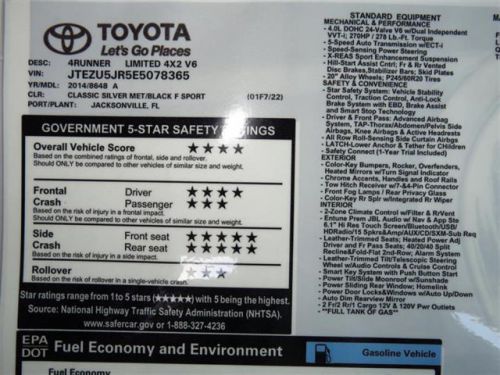 TOYOTA
Let's Go Places
DESC: 4RUNNER LIMITED 4X2 V6
VIN: JTEZU5JR5E5078365
YR/MDL: 2014/8648 A
CLR: CLASSIC SILVER MET/BLACK F SPORT (01F7/22)
PORT/PLANT: JACKSONVILLE, FL
GOVERNMENT 5-STAR SAFETY RATINGS
Overall Vehicle Score ★★★★
Based on the combined ratings of frontal, side and rollover.
Should ONLY be compared to other vehicles of similar size and weight.
Frontal Driver ★★★★
Crash Passenger ★★★
Based on the risk of injury in a frontal impact.
Should ONLY be compared to other vehicles of similar size and weight.
Side Front seat ★★★★★
Crash Rear seat ★★★★★
Based on the risk of injury in a side impact.
Rollover ★★★
Based on the risk of rollover in a single-vehicle crash.
Star ratings range from 1 to 5 stars (★★★★★) with 5 being the highest.
Source: National Highway Traffic Safety Administration (NHTSA).
www.safercar.gov or 1-888-327-4236
EPA
DOT Fuel Economy and Environment
Gasoline Vehicle
STANDARD EQUIPMENT
MECHANICAL & PERFORMANCE
- 4.0L DOHC 24-Valve V6 w/Dual Independent
VVT-i; 270HP / 278 Lb.-Ft. Torque
- 5-Speed Auto Transmission w/ECT-i
- Speed-Sensing Power Steering
- X-REAS Suspension
- Hill-Start Assist Cntrl; Fr & Rr Vented
Disc Brakes,Stabilizer Bars; Skid Plates
- 20" Alloy Wheels; P245/60R20 Tires
SAFETY & CONVENIENCE
- Star Safety System: Vehicle Stability
Control, Traction Control, Anti-Lock
Brake System with EBD, Brake Assist
and Smart Stop Technology
- Driver & Front Pass: Advanced Airbag
System, TAP-Thorax/AbdomenPelvis Side
Airbags, Knee Airbags & Active Headrests
- All Row Roll-Sensing Side Curtain Airbgs
- LATCH-Lower Anchor & Tether for CHildren
- Safety Connect (1-Year Trial Included)
EXTERIOR
- Color-Key Bumpers, Rocker, Overfenders,
Heated Mirrors w/Turn Signal Indicator
- Chrome Accents, Handles and Roof Rails
- Tow Hitch Receiver w/7-&4-Pin Connector
- Color-Key Rr Splr w/Integrated Rr Wiper
INTERIOR
- 2-Zone Climate Control w/Filter & RrVent
- Entune Prem JBL Audio w/ Nav & App Ste
6.1" Hi Res Touch Screen/Bluetooth/USB/
HDRadio/15 Spkrs&Amp/AUX/CD/SXM-Sub Req
- Leather-Trimmed Seats; Heated Power Adj
Driver and Fr Pass Seats; 40/20/40 Split
Recline&Fold-Flat 2nd-Row; Alarm System
- Leather-Trimmed Tilt/Telescopic Steering
Wheel w/Audio Controls & Cruise Control
- Smart Key System with Push Button Start
- Power Tilt/Slide Moonroof w/Sunshade
- Power Sliding Rear Window; Homelink
- Power Door Locks&Windows w/Auto Up/Down
- Auto Dim Rearview Mirror
- 2 Fr/2 Rr/1 Cargo 12V & 120V Pwr Outlets
**FULL TANK OF GAS**